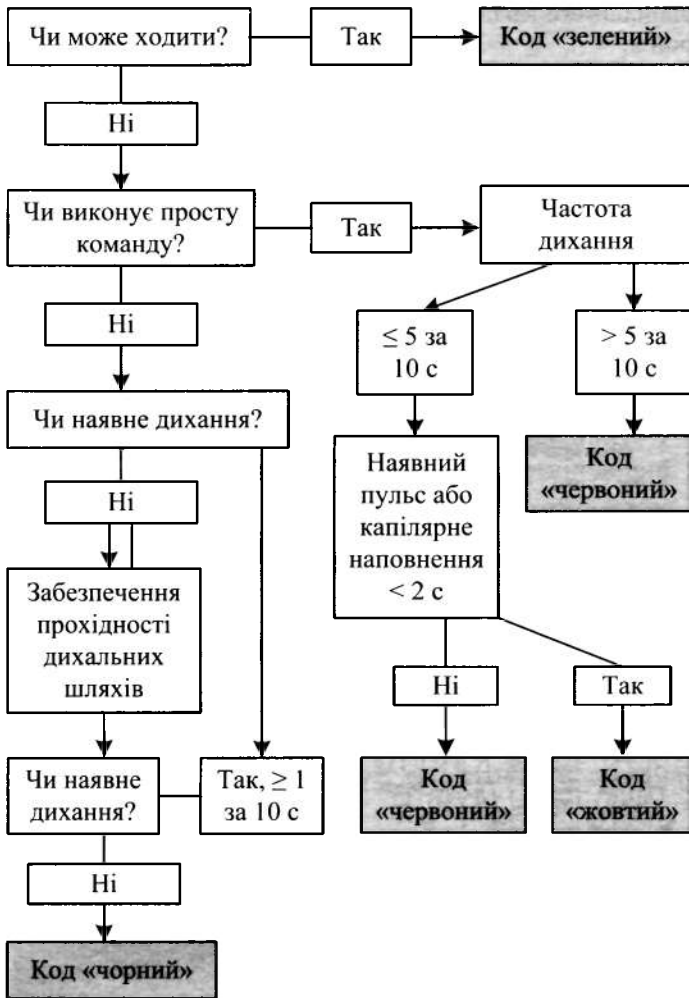 Чи може ходити?
Так
Код «зелений»
Ні
Чи виконує просту
команду?
Так
Частота
дихання
Ні
≤ 5 за
10 с
> 5 за
10 с
Чи наявне дихання?
Наявний
пульс або
капілярне
наповнення
< 2 с
Код
«червоний»
Ні
Забезпечення
прохідності
дихальних
шляхів
Ні
Так
Чи наявне
дихання?
Так, ≥ 1
за 10 с
Код
«червоний»
Код
«жовтий»
Ні
Код «чорний»